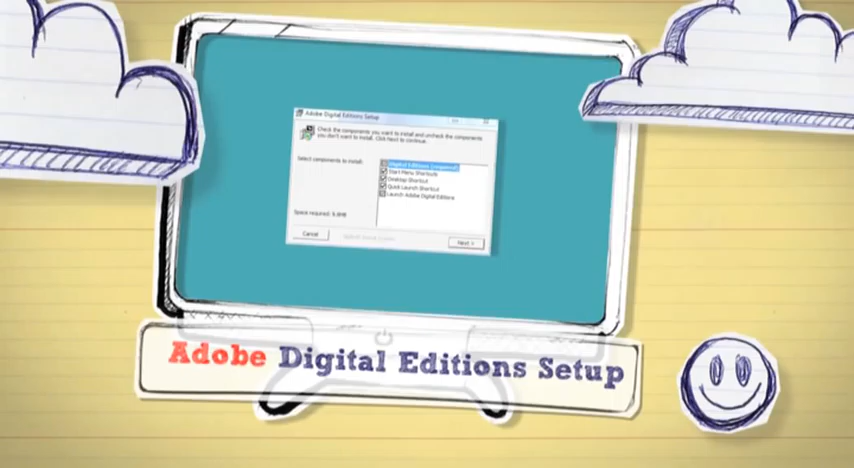 Adobe Digital Editions Setup
Check the components you want to install and uncheck the components
you don't want to install. Click Next to continue.
Select components to install:
Digital Editions (required)
Start Menu Shortcuts
Desktop Shortcut
Quick Launch Shortcut
Launch Adobe Digital Editions
Space required: 9.8MB
Cancel
Next >
Adobe Digital Editions Setup